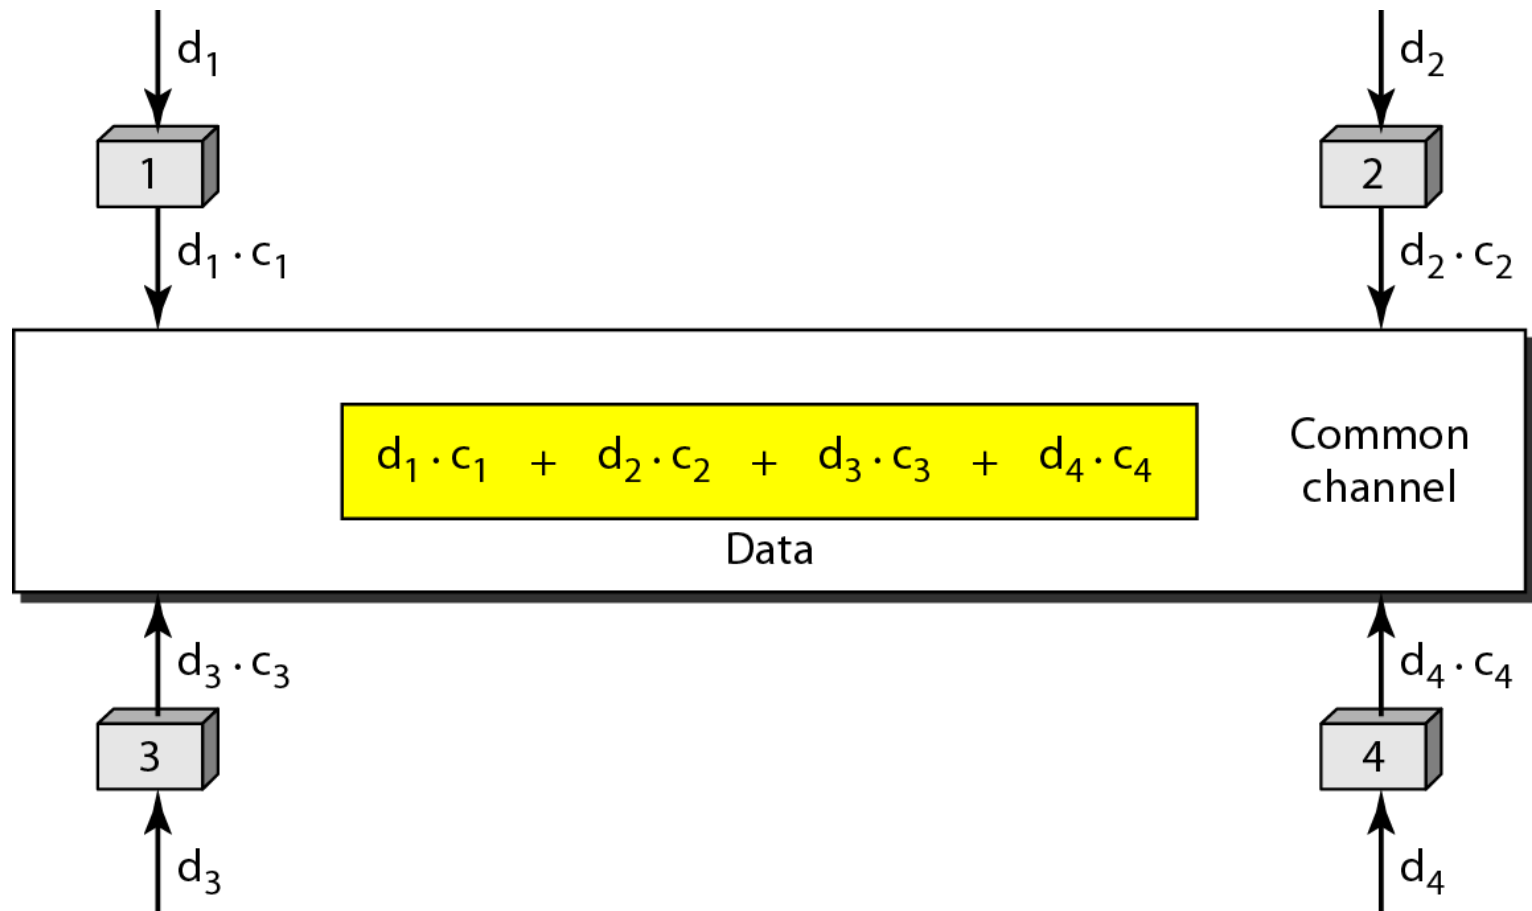 d₁ d₂
1 2
d₁ · c₁ d₂ · c₂
d₁ · c₁ + d₂ · c₂ + d₃ · c₃ + d₄ · c₄
Common
channel
Data
d₃ · c₃ d₄ · c₄
3 4
d₃ d₄